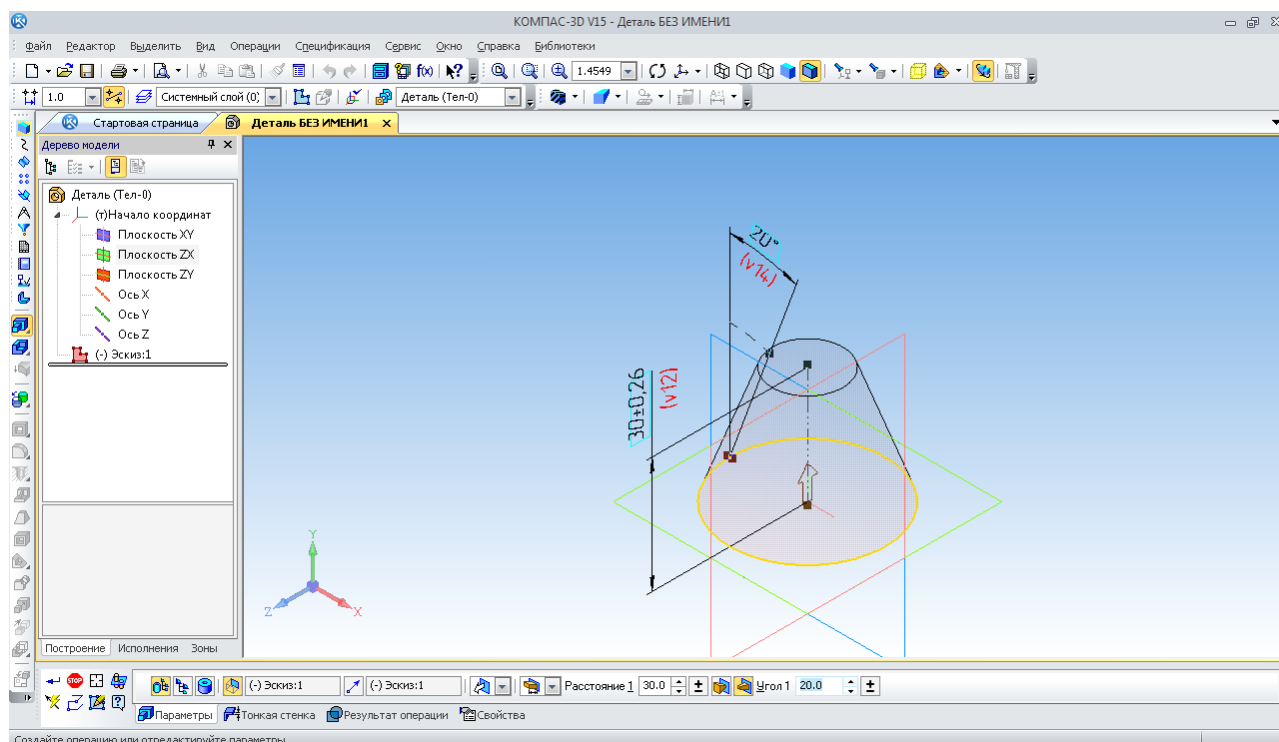 КОМПАС-3D V15 - Деталь БЕЗ ИМЕНИ1
Файл Редактор Выделить Вид Операции Спецификация Сервис Окно Справка Библиотеки
1.4549
1.0 Системный слой (0; Деталь (Тел-0)
Стартовая страница Деталь БЕЗ ИМЕНИ1
Дерево модели
Деталь (Тел-0)
(т)Начало координат
Плоскость XY
Плоскость ZX
Плоскость ZY
Ось X
Ось Y
Ось Z
(-) Эскиз:1
20°
(v14)
30±0,26
(v12)
Y
Z
X
Построение Исполнения Зоны
STOP (-) Эскиз:1 (-) Эскиз:1 Расстояние 1 30.0 Угол 1 20.0
Параметры Тонкая стенка Результат операции Свойства
Создайте операцию или отредактируйте параметры